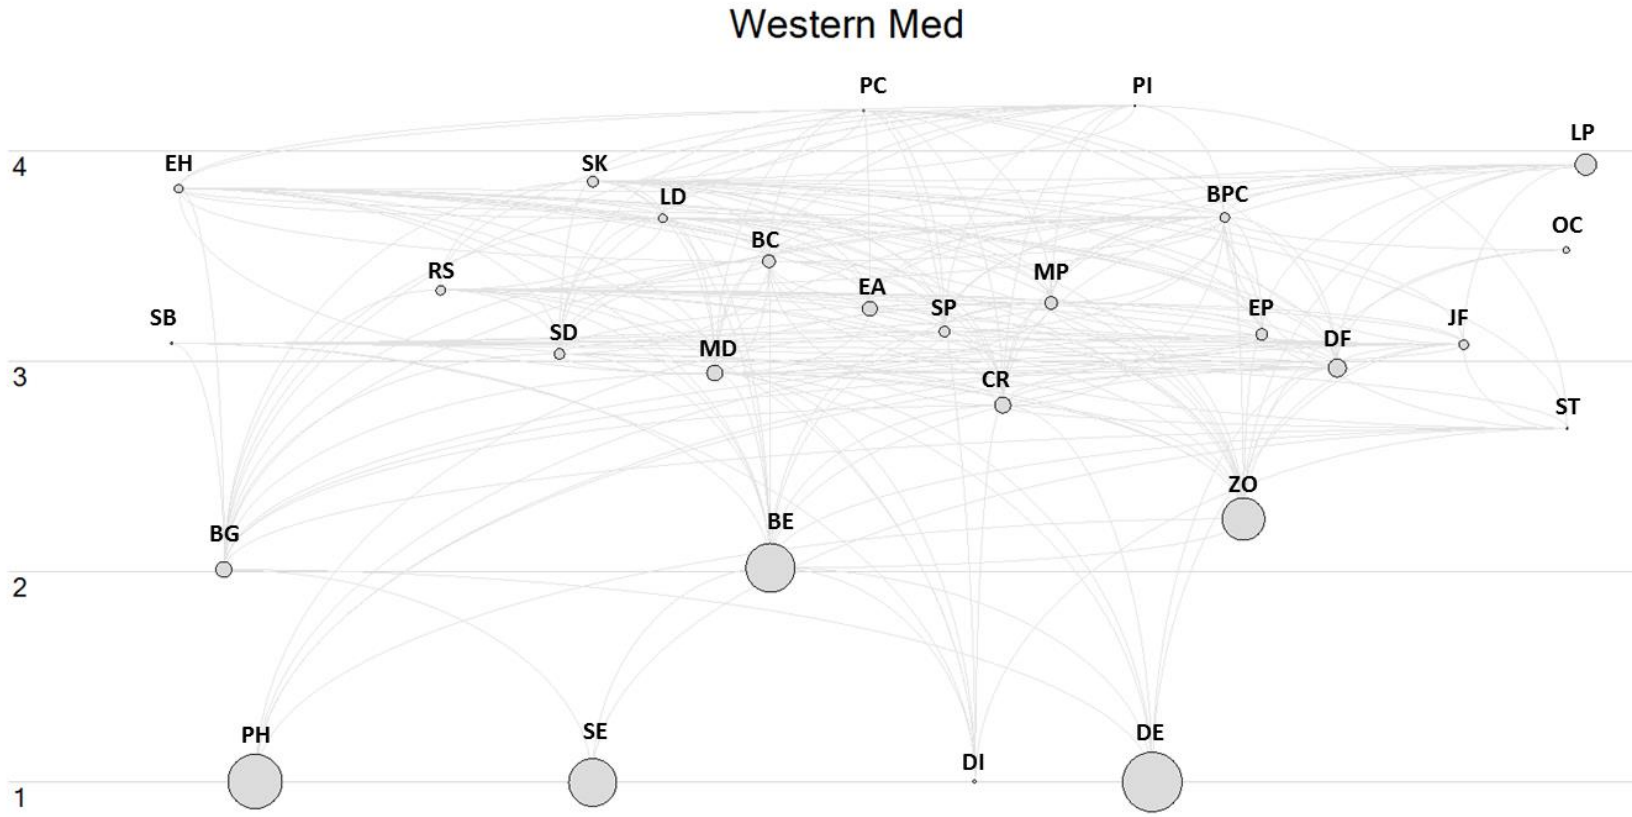 Western Med
PC
PI
LP
4
EH
SK
LD
BPC
OC
BC
RS
EA
MP
SB
SD
SP
EP
JF
MD
DF
3
CR
ST
ZO
BG
BE
2
PH
SE
DI
DE
1